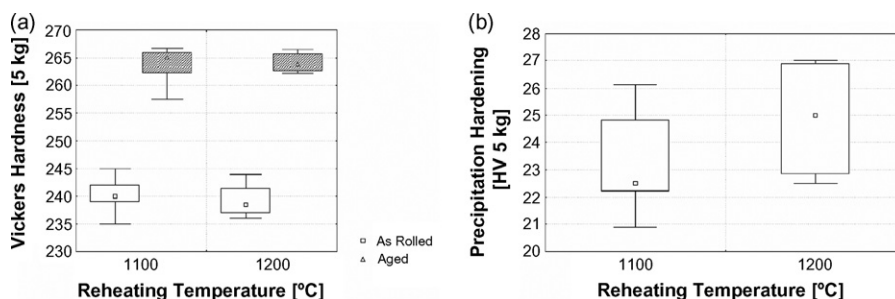 (a)
Vickers Hardness [5 kg]
270
265
260
255
250
245
240
235
230
1100
1200
Reheating Temperature [ºC]
As Rolled
Aged
(b)
Precipitation Hardening
[HV 5 kg]
28
27
26
25
24
23
22
21
20
1100
1200
Reheating Temperature [ºC]